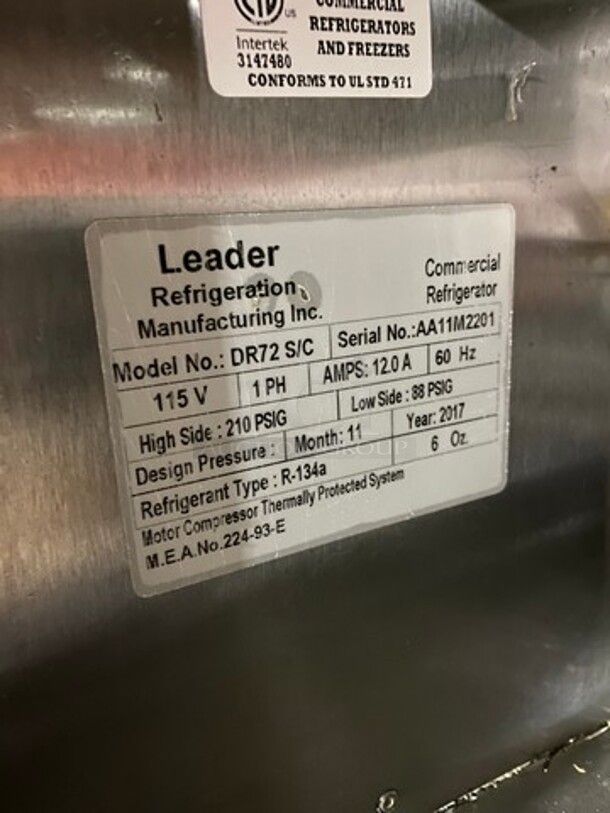 US
COMMERCIAL
REFRIGERATORS
AND FREEZERS
Intertek
3147480
CONFORMS TO UL STD 471
Leader
Refrigeration
Manufacturing Inc.
Commercial
Refrigerator
Model No.: DR72 S/C
Serial No.:AA11M2201
115 V
1 PH
AMPS: 12.0 A
60 Hz
High Side : 210 PSIG
Low Side : 88 PSIG
Design Pressure :
Month: 11
Year: 2017
Refrigerant Type : R-134a
6 Oz.
Motor Compressor Thermally Protected System
M.E.A.No.224-93-E